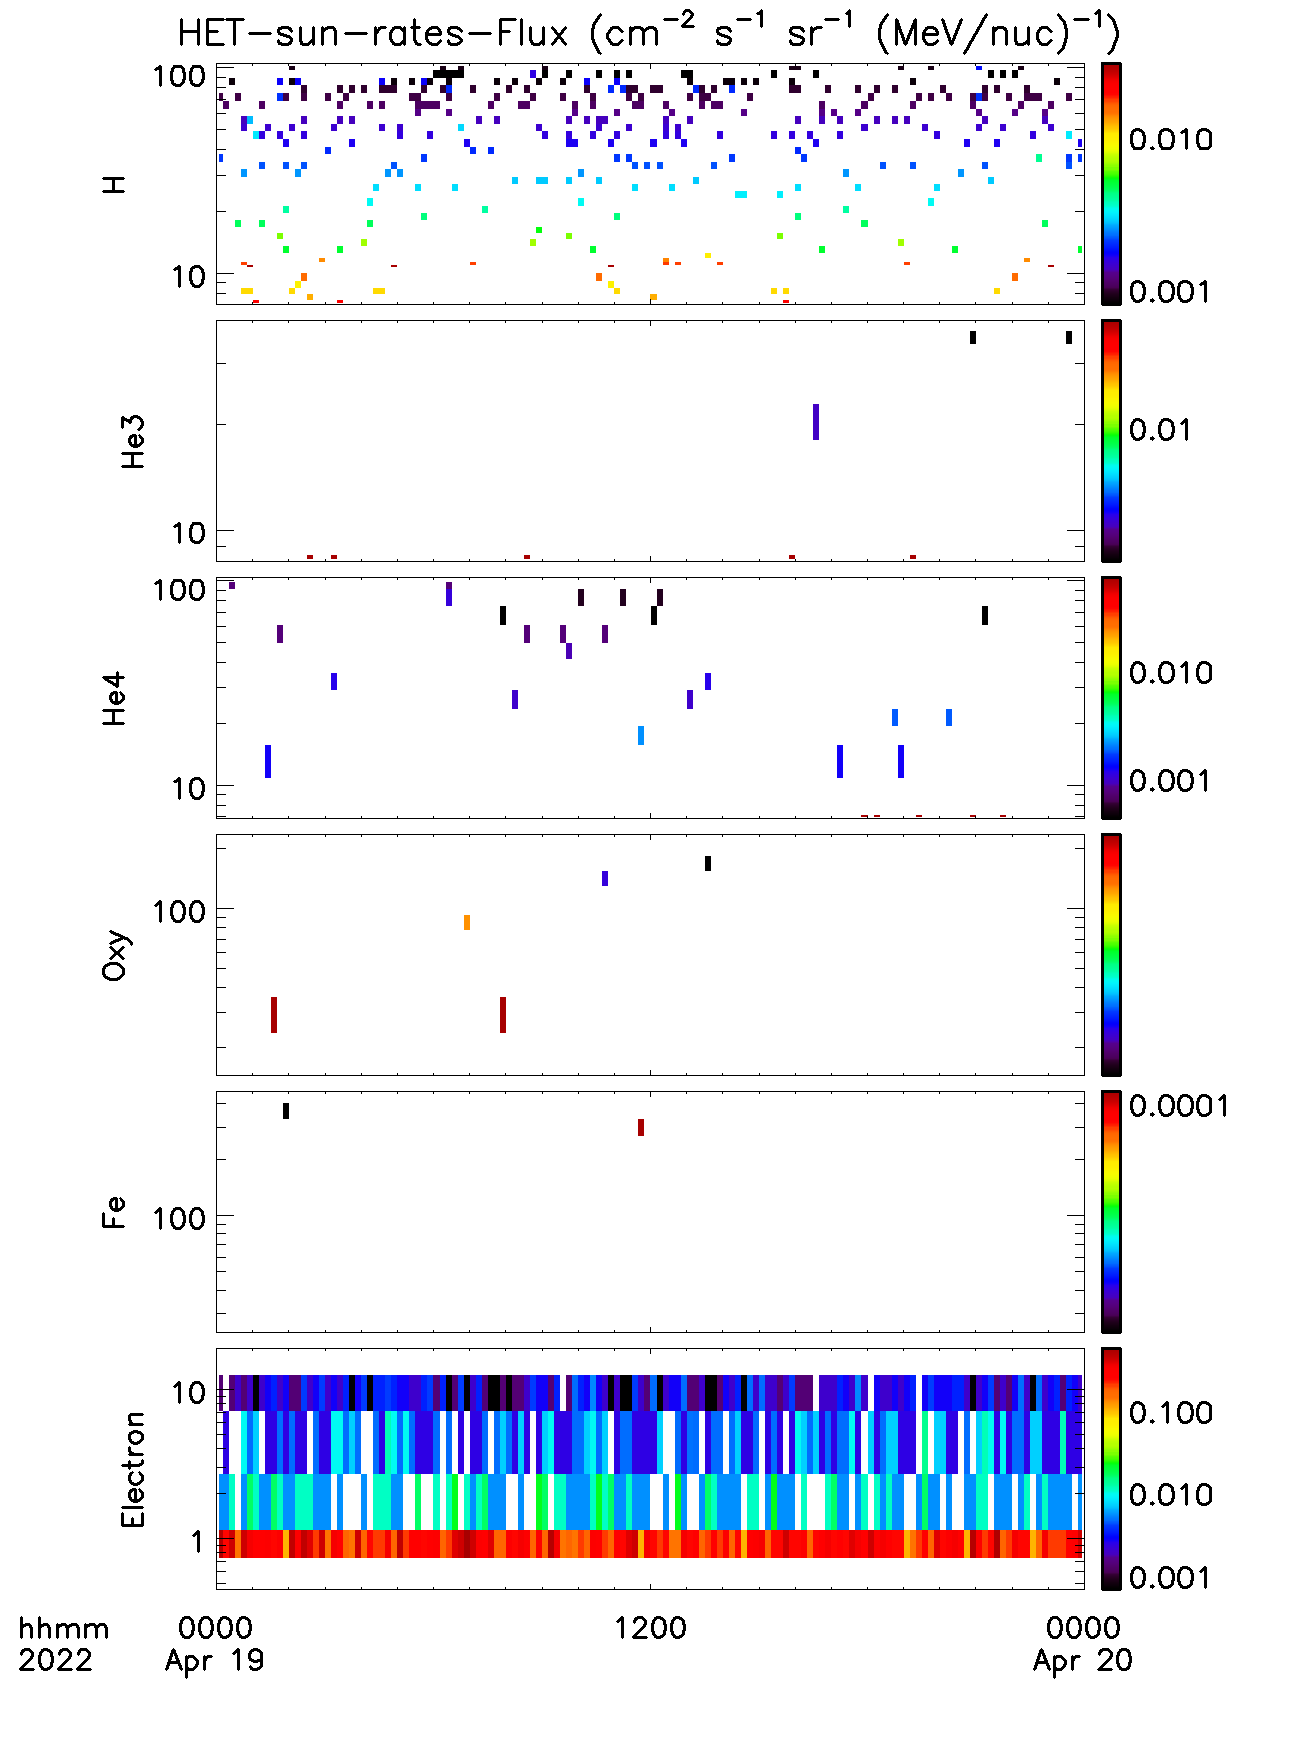 HET-sun-rates-Flux (cm⁻² s⁻¹ sr⁻¹ (MeV/nuc)⁻¹)
100
10
H
0.010
0.001
10
He3
0.01
100
10
He4
0.010
0.001
100
Oxy
100
Fe
0.0001
10
1
Electron
0.100
0.010
0.001
hhmm 0000 1200 0000
2022 Apr 19 Apr 20